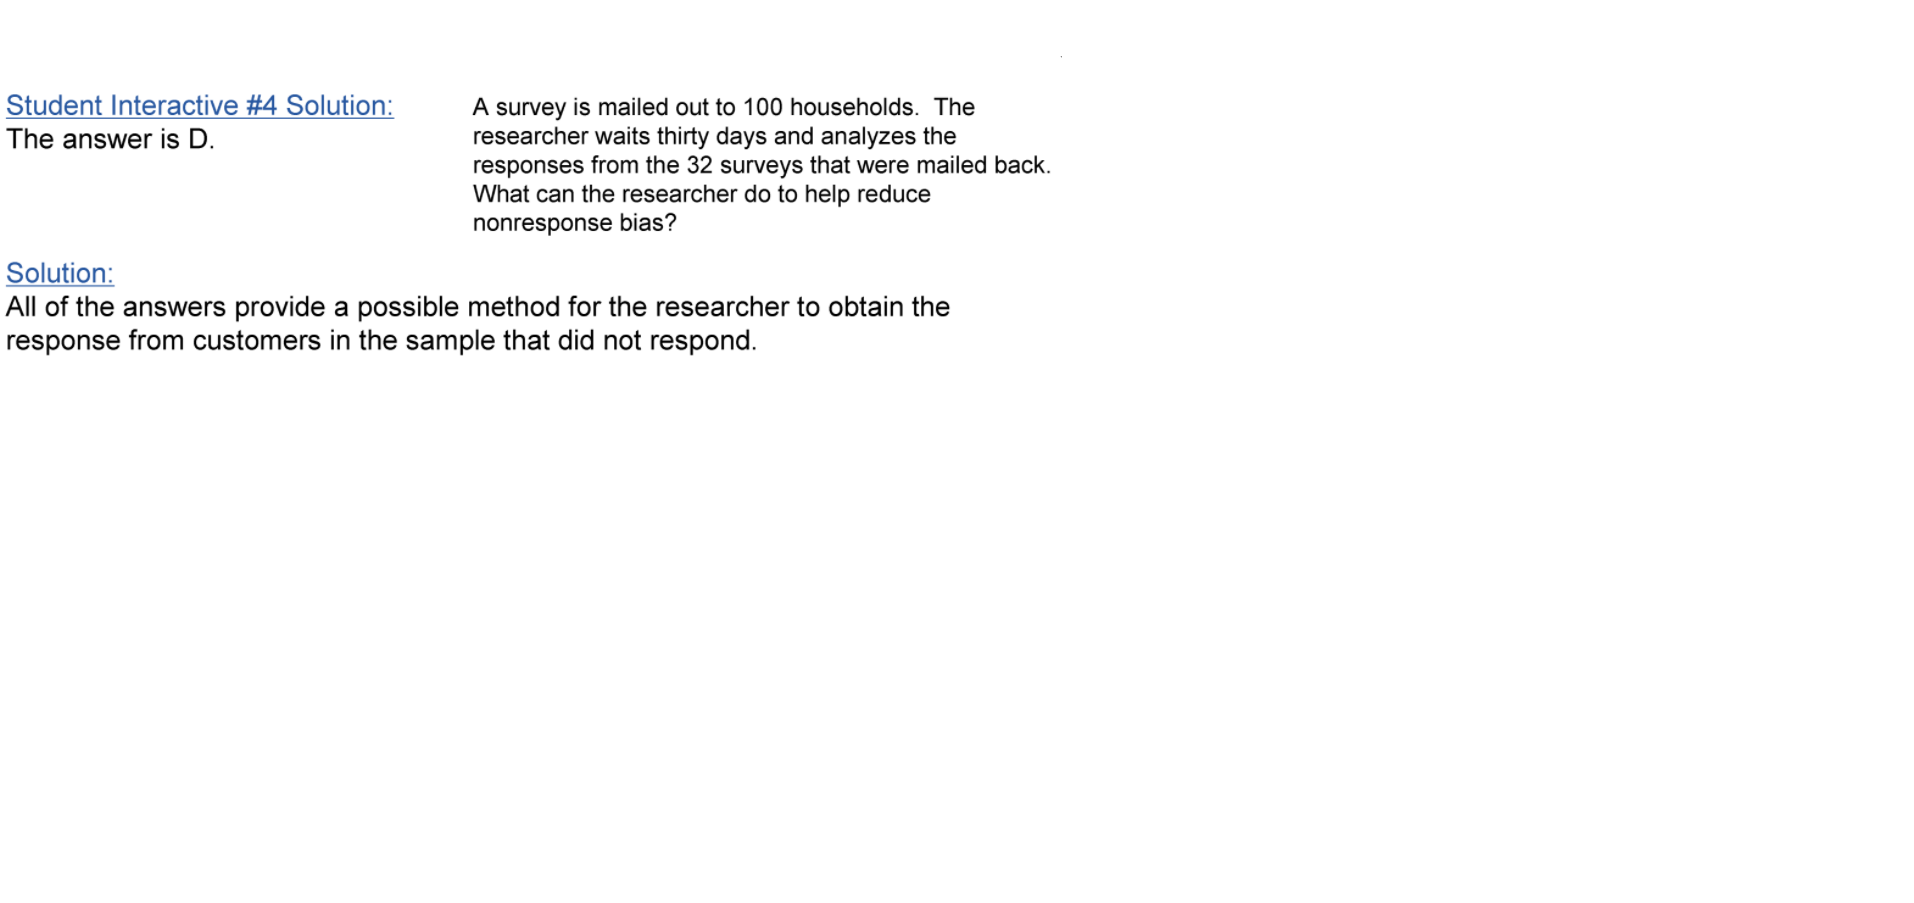 Student Interactive #4 Solution:
The answer is D.
A survey is mailed out to 100 households.  The
researcher waits thirty days and analyzes the
responses from the 32 surveys that were mailed back.
What can the researcher do to help reduce
nonresponse bias?
Solution:
All of the answers provide a possible method for the researcher to obtain the
response from customers in the sample that did not respond.